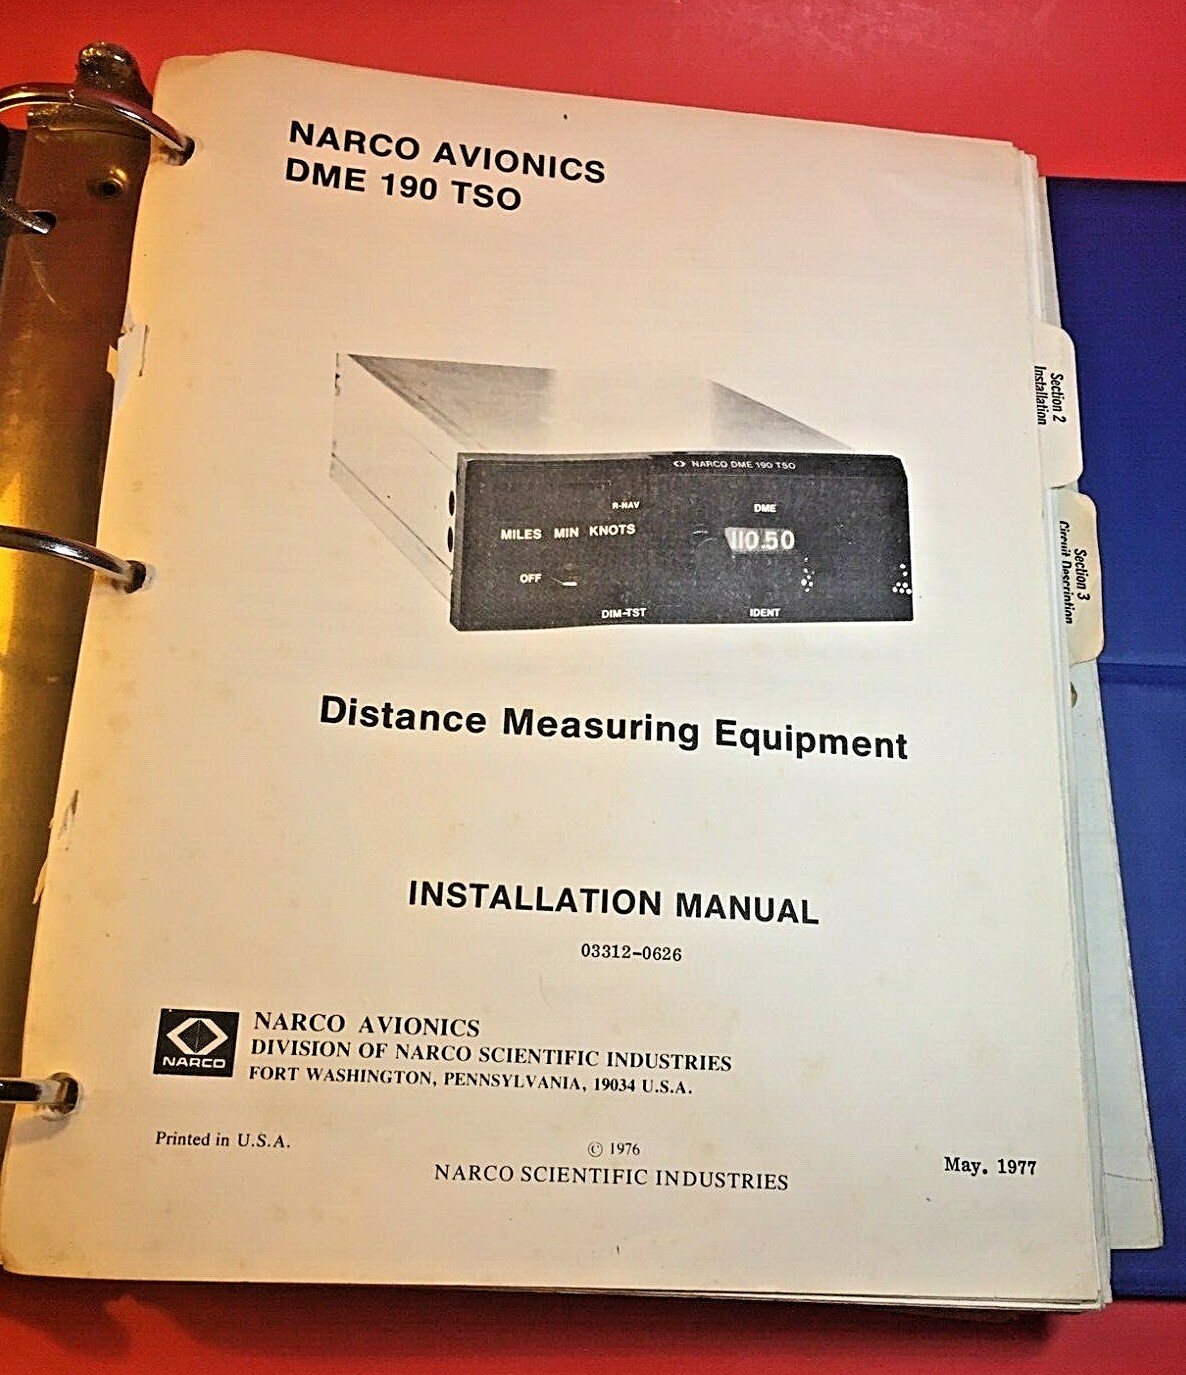 NARCO AVIONICS
DME 190 TSO
NARCO DME 190 TSO
R-NAV
DME
MILES MIN KNOTS
110.50
OFF
DIM-TST
IDENT
Section 2
Installation
Section 3
Circuit Description
Distance Measuring Equipment
INSTALLATION MANUAL
03312-0626
NARCO
NARCO AVIONICS
DIVISION OF NARCO SCIENTIFIC INDUSTRIES
FORT WASHINGTON, PENNSYLVANIA, 19034 U.S.A.
Printed in U.S.A.
© 1976
NARCO SCIENTIFIC INDUSTRIES
May. 1977